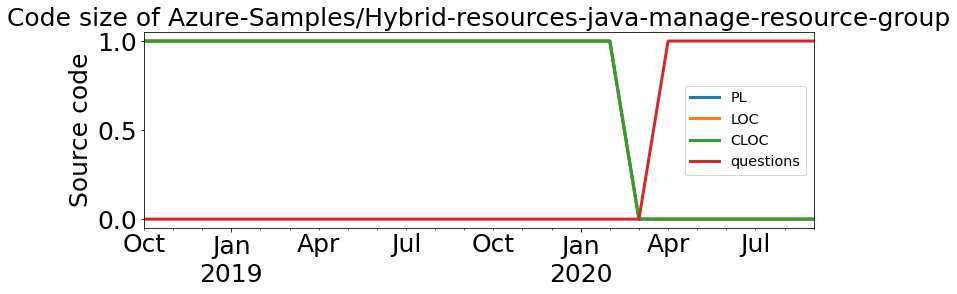 Code size of Azure-Samples/Hybrid-resources-java-manage-resource-group
Source code
1.0
0.5
0.0
PL
LOC
CLOC
questions
Oct Jan Apr Jul Oct Jan Apr Jul
2019 2020